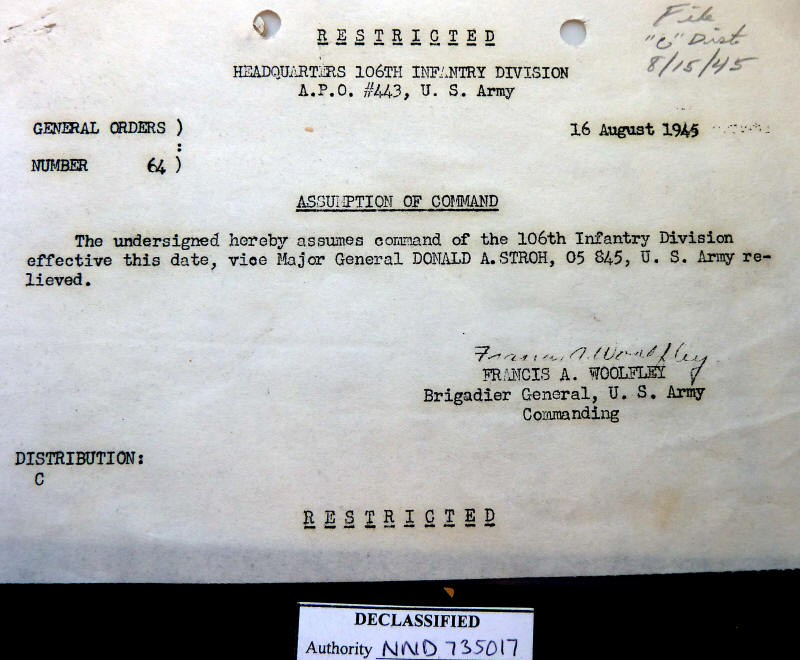 RESTRICTED
File
"C" Dist
8/15/45
HEADQUARTERS 106TH INFANTRY DIVISION
A.P.O. #443, U. S. Army
GENERAL ORDERS )
:
NUMBER 64 )
16 August 1945
ASSUMPTION OF COMMAND
The undersigned hereby assumes command of the 106th Infantry Division
effective this date, vice Major General DONALD A.STROH, O5 845, U. S. Army re-
lieved.
Francis A Woolfley
FRANCIS A. WOOLFLEY
Brigadier General, U. S. Army
Commanding
DISTRIBUTION:
C
RESTRICTED
DECLASSIFIED
Authority NND 735017